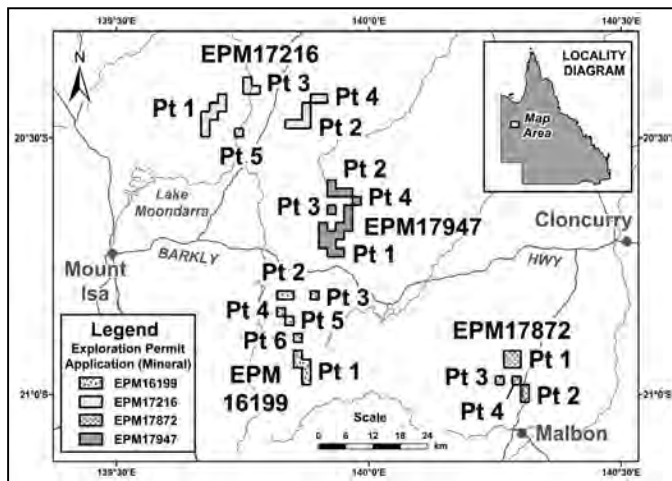 139°30'E
140°0'E
140°30'E
N
EPM17216
Pt 3
Pt 1
Pt 4
Pt 2
Pt 5
20°30'S
LOCALITY
DIAGRAM
Map
Area
Lake
Moondarra
Pt 2
Pt 3
Pt 4
EPM17947
Pt 1
Cloncurry
BARKLY
HWY
Mount
Isa
Pt 2
Pt 3
Pt 4
Pt 5
Pt 6
EPM
16199
Pt 1
EPM17872
Pt 1
Pt 3
Pt 4
Pt 2
Malbon
Legend
Exploration Permit
Application (Mineral)
EPM16199
EPM17216
EPM17872
EPM17947
21°0'S
Scale
0 6 12 18 24
km
139°30'E
140°0'E
140°30'E